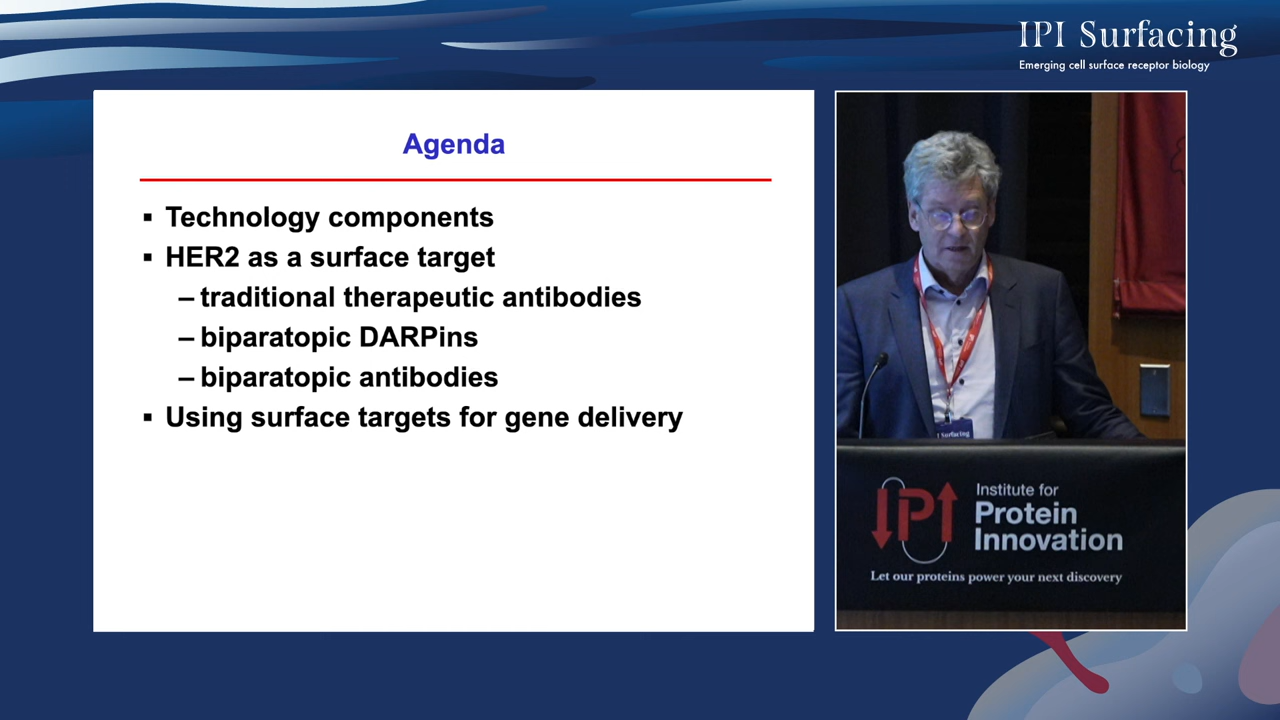 IPI Surfacing
Emerging cell surface receptor biology
Agenda
▪ Technology components
▪ HER2 as a surface target
– traditional therapeutic antibodies
– biparatopic DARPins
– biparatopic antibodies
▪ Using surface targets for gene delivery
I Surfacing
IPI
Institute for
Protein
Innovation
Let our proteins power your next discovery